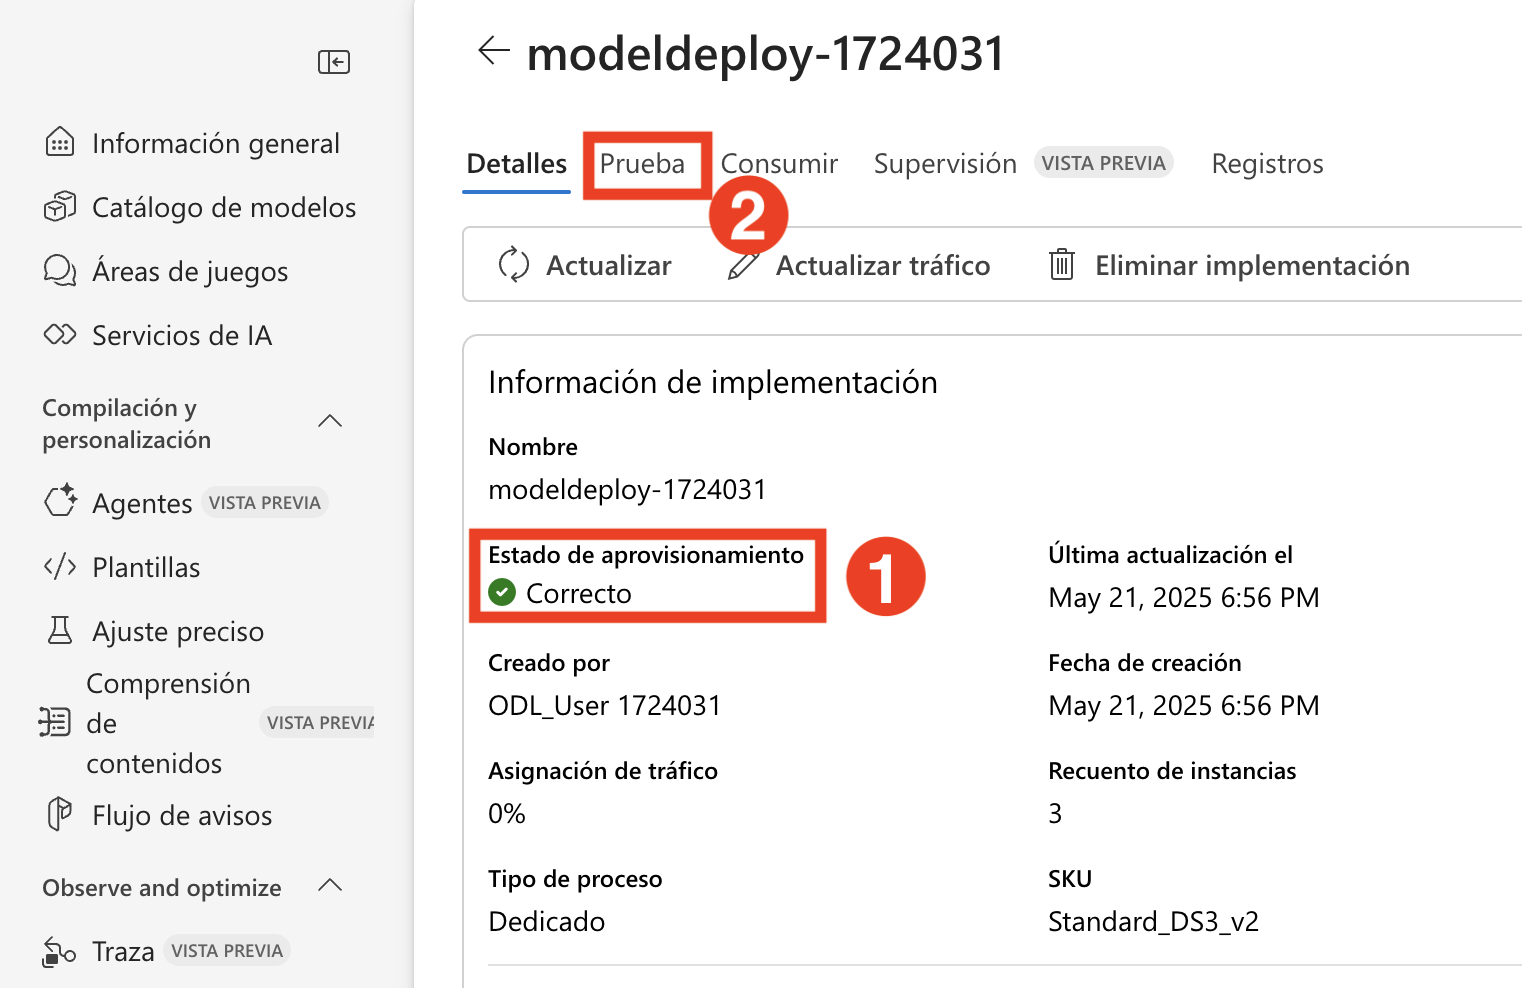 Información general
Catálogo de modelos
Áreas de juegos
Servicios de IA
Compilación y
personalización
Agentes VISTA PREVIA
Plantillas
Ajuste preciso
Comprensión
de VISTA PREVIA
contenidos
Flujo de avisos
Observe and optimize
Traza VISTA PREVIA
modeldeploy-1724031
Detalles Prueba Consumir Supervisión VISTA PREVIA Registros
2
Actualizar Actualizar tráfico Eliminar implementación
Información de implementación
Nombre
modeldeploy-1724031
Estado de aprovisionamiento
Correcto
1
Última actualización el
May 21, 2025 6:56 PM
Creado por
ODL_User 1724031
Fecha de creación
May 21, 2025 6:56 PM
Asignación de tráfico
0%
Recuento de instancias
3
Tipo de proceso
Dedicado
SKU
Standard_DS3_v2